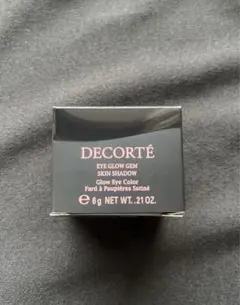 DECORTÉ
EYE GLOW GEM
SKIN SHADOW
Glow Eye Color
Fard à Paupières Satiné
e 6g NET WT. .21 OZ.